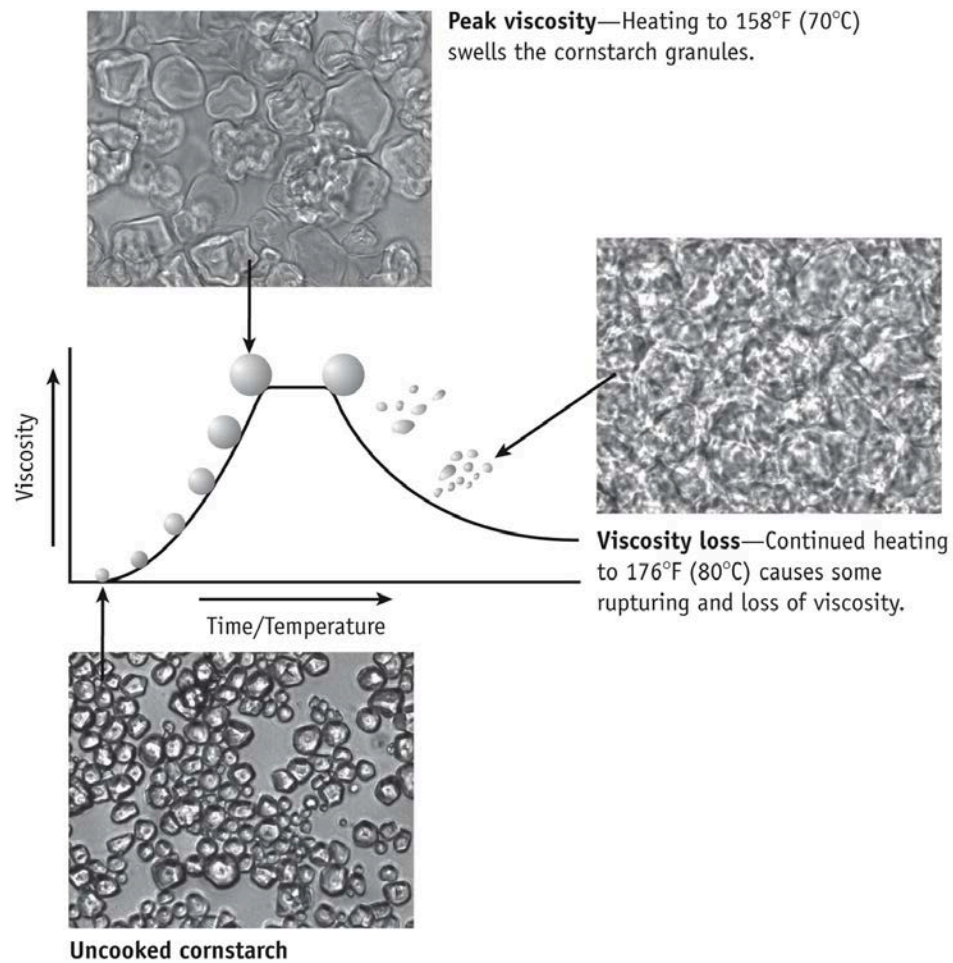 Peak viscosity—Heating to 158°F (70°C)
swells the cornstarch granules.
Viscosity
Viscosity loss—Continued heating
to 176°F (80°C) causes some
rupturing and loss of viscosity.
Time/Temperature
Uncooked cornstarch